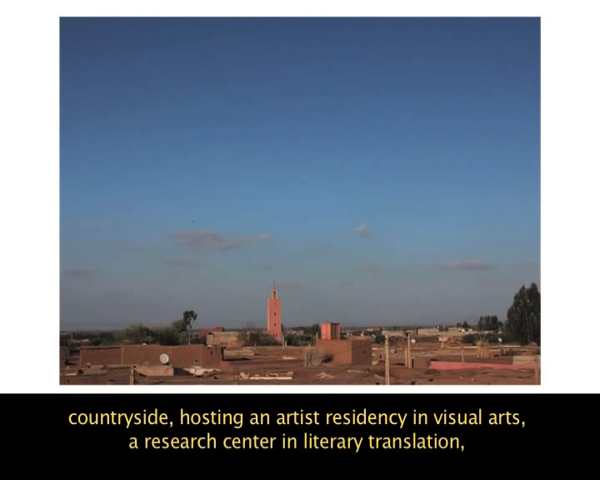 countryside, hosting an artist residency in visual arts,
a research center in literary translation,